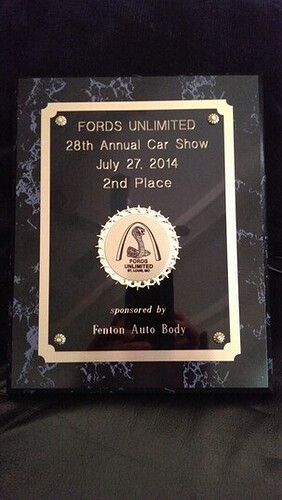 FORDS UNLIMITED
28th Annual Car Show
July 27, 2014
2nd Place
FORDS
UNLIMITED
ST. LOUIS, MO
sponsored by
Fenton Auto Body